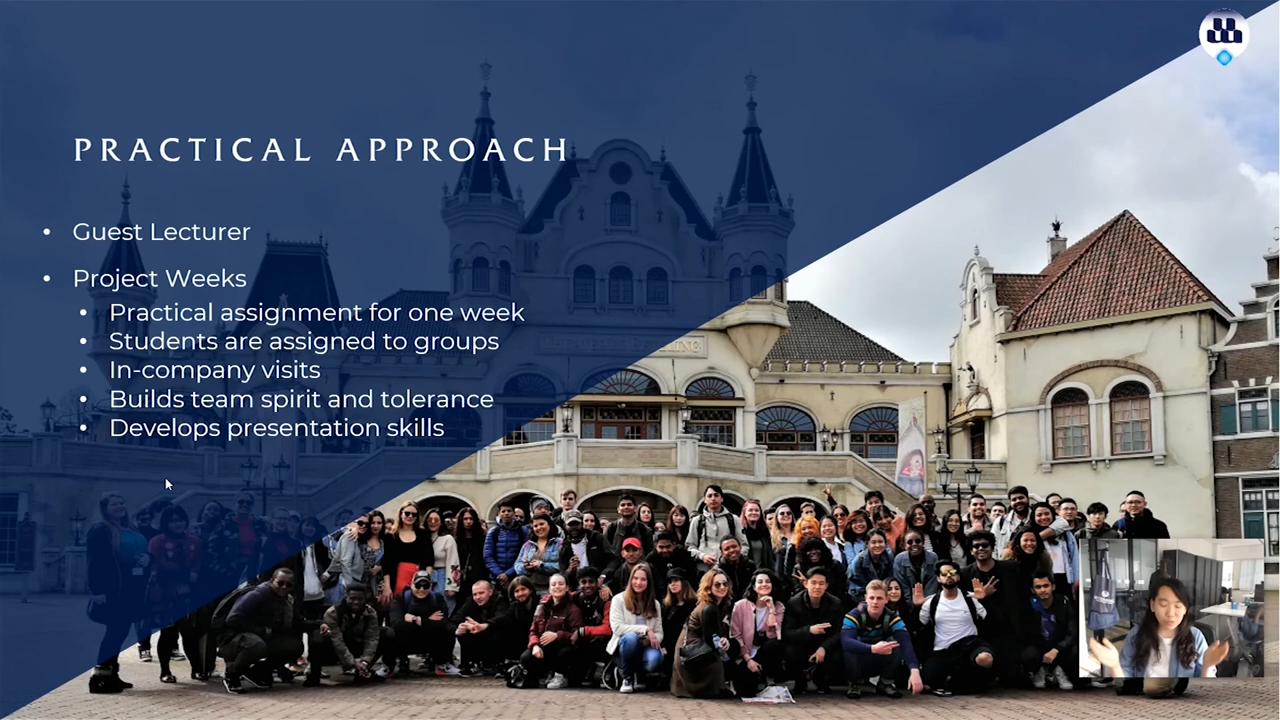 PRACTICAL APPROACH
• Guest Lecturer
• Project Weeks
• Practical assignment for one week
• Students are assigned to groups
• In-company visits
• Builds team spirit and tolerance
• Develops presentation skills